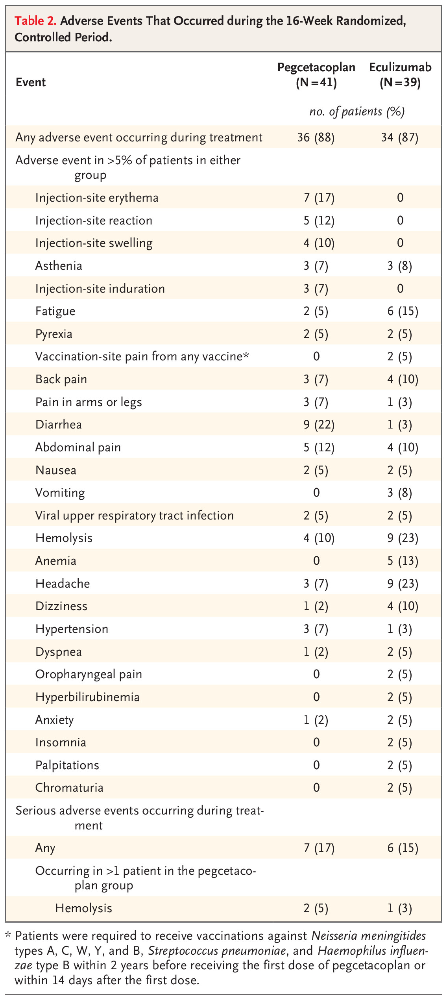 Table 2. Adverse Events That Occurred during the 16-Week Randomized,
Controlled Period.
Event Pegcetacoplan (N=41) Eculizumab (N=39)
no. of patients (%)
Any adverse event occurring during treatment 36 (88) 34 (87)
Adverse event in >5% of patients in either
group
Injection-site erythema 7 (17) 0
Injection-site reaction 5 (12) 0
Injection-site swelling 4 (10) 0
Asthenia 3 (7) 3 (8)
Injection-site induration 3 (7) 0
Fatigue 2 (5) 6 (15)
Pyrexia 2 (5) 2 (5)
Vaccination-site pain from any vaccine* 0 2 (5)
Back pain 3 (7) 4 (10)
Pain in arms or legs 3 (7) 1 (3)
Diarrhea 9 (22) 1 (3)
Abdominal pain 5 (12) 4 (10)
Nausea 2 (5) 2 (5)
Vomiting 0 3 (8)
Viral upper respiratory tract infection 2 (5) 2 (5)
Hemolysis 4 (10) 9 (23)
Anemia 0 5 (13)
Headache 3 (7) 9 (23)
Dizziness 1 (2) 4 (10)
Hypertension 3 (7) 1 (3)
Dyspnea 1 (2) 2 (5)
Oropharyngeal pain 0 2 (5)
Hyperbilirubinemia 0 2 (5)
Anxiety 1 (2) 2 (5)
Insomnia 0 2 (5)
Palpitations 0 2 (5)
Chromaturia 0 2 (5)
Serious adverse events occurring during treat-
ment
Any 7 (17) 6 (15)
Occurring in >1 patient in the pegcetaco-
plan group
Hemolysis 2 (5) 1 (3)
* Patients were required to receive vaccinations against Neisseria meningitides
types A, C, W, Y, and B, Streptococcus pneumoniae, and Haemophilus influen-
zae type B within 2 years before receiving the first dose of pegcetacoplan or
within 14 days after the first dose.